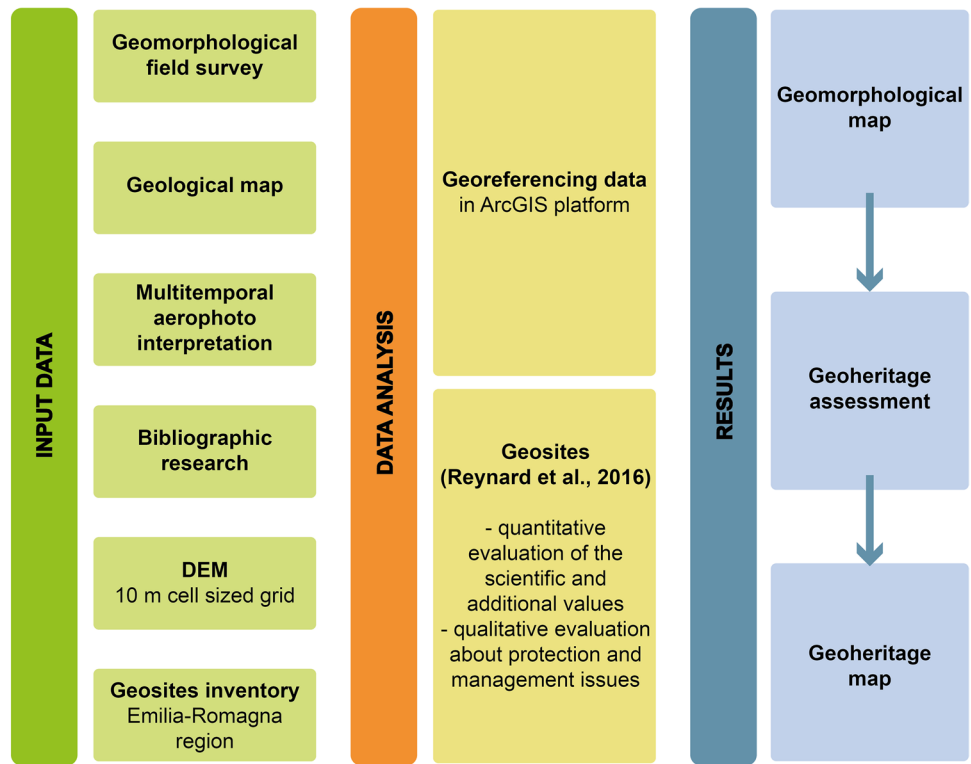 INPUT DATA
Geomorphological
field survey
Geological map
Multitemporal
aerophoto
interpretation
Bibliographic
research
DEM
10 m cell sized grid
Geosites inventory
Emilia-Romagna
region
DATA ANALYSIS
Georeferencing data
in ArcGIS platform
Geosites
(Reynard et al., 2016)
- quantitative
evaluation of the
scientific and
additional values
- qualitative evaluation
about protection and
management issues
RESULTS
Geomorphological
map
Geoheritage
assessment
Geoheritage
map